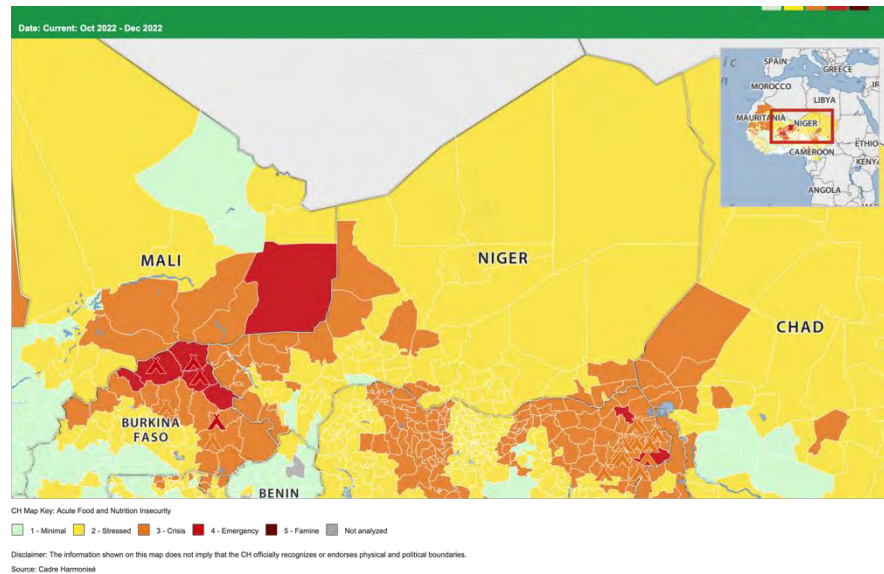 Date: Current: Oct 2022 - Dec 2022
SPAIN
GREECE
MOROCCO
LIBYA
MAURITANIA
NIGER
ETHIO
CAMEROON
KENYA
ANGOLA
MALI
NIGER
CHAD
BURKINA
FASO
BENIN
CH Map Key: Acute Food and Nutrition Insecurity
1 - Minimal 2 - Stressed 3 - Crisis 4 - Emergency 5 - Famine Not analyzed
Disclaimer: The information shown on this map does not imply that the CH officially recognizes or endorses physical and political boundaries.
Source: Cadre Harmonisé